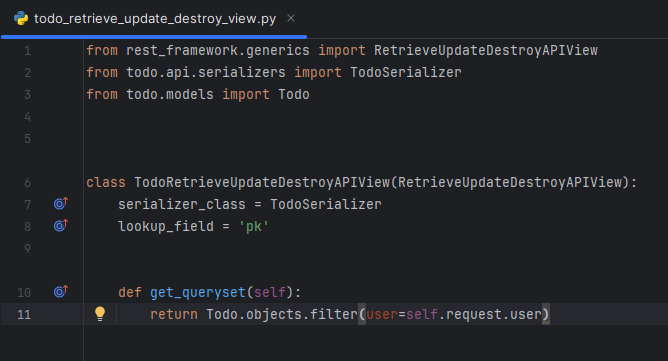 todo_retrieve_update_destroy_view.py ×
1 from rest_framework.generics import RetrieveUpdateDestroyAPIView
2 from todo.api.serializers import TodoSerializer
3 from todo.models import Todo
4
5
6 class TodoRetrieveUpdateDestroyAPIView(RetrieveUpdateDestroyAPIView):
7     serializer_class = TodoSerializer
8     lookup_field = 'pk'
9
10     def get_queryset(self):
11         return Todo.objects.filter(user=self.request.user)